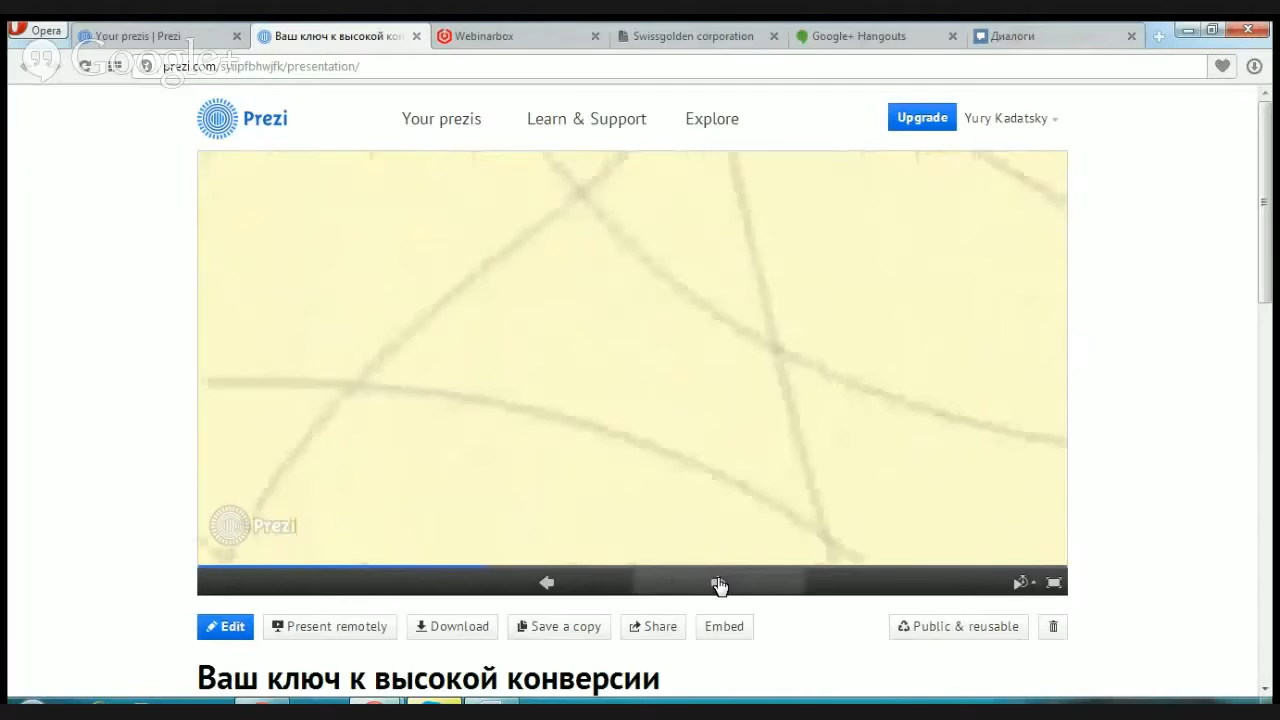 Opera
Your prezis | Prezi
Ваш ключ к высокой кон
Webinarbox
Swissgolden corporation
Google+ Hangouts
Диалоги
Google+
prezi.com/syiipfbhwjfk/presentation/
Prezi
Your prezis
Learn & Support
Explore
Upgrade
Yury Kadatsky
Prezi
Edit
Present remotely
Download
Save a copy
Share
Embed
Public & reusable
Ваш ключ к высокой конверсии